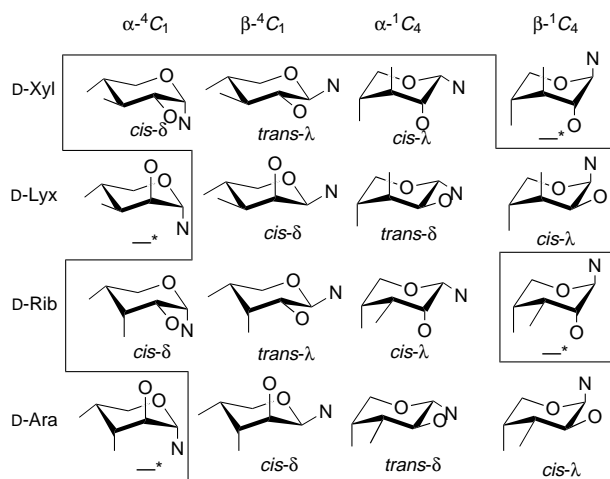 α-⁴C₁ β-⁴C₁ α-¹C₄ β-¹C₄
N
D-Xyl O O N O N O
O N O O O
cis-δ trans-λ cis-λ —*
O O N
D-Lyx O O N O N O O
N O
—* cis-δ trans-δ cis-λ
N
D-Rib O O N O N O
O N O O O
cis-δ trans-λ cis-λ —*
O O N
D-Ara O O N O N O O
N O
—* cis-δ trans-δ cis-λ